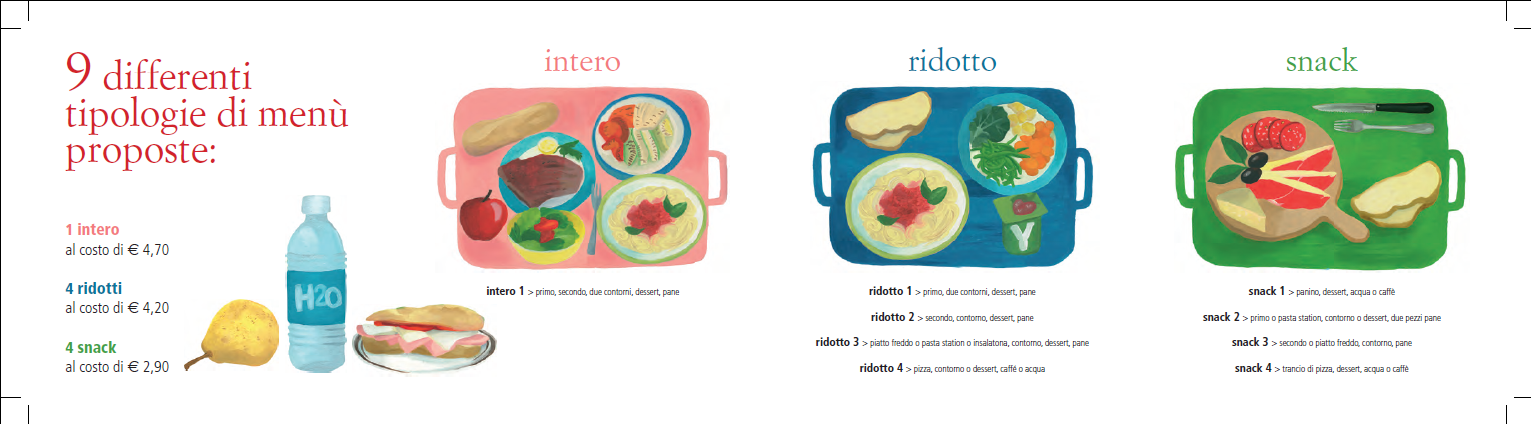 9 differenti
tipologie di menù
proposte:
1 intero
al costo di € 4,70
4 ridotti
al costo di € 4,20
4 snack
al costo di € 2,90
H2O
intero
intero 1 > primo, secondo, due contorni, dessert, pane
ridotto
Y
ridotto 1 > primo, due contorni, dessert, pane
ridotto 2 > secondo, contorno, dessert, pane
ridotto 3 > piatto freddo o pasta station o insalatona, contorno, dessert, pane
ridotto 4 > pizza, contorno o dessert, caffé o acqua
snack
snack 1 > panino, dessert, acqua o caffè
snack 2 > primo o pasta station, contorno o dessert, due pezzi pane
snack 3 > secondo o piatto freddo, contorno, pane
snack 4 > trancio di pizza, dessert, acqua o caffè